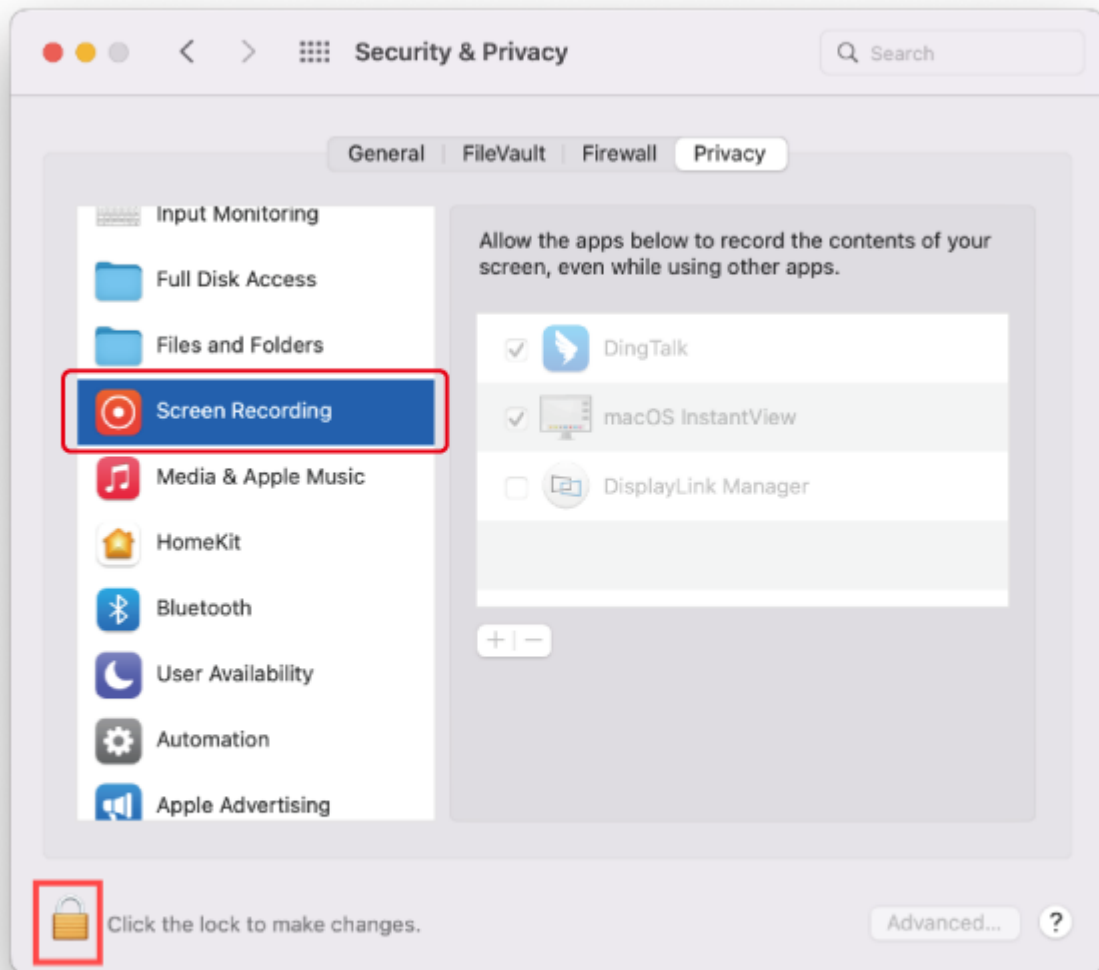 Security & Privacy
Search
General FileVault Firewall Privacy
Input Monitoring
Full Disk Access
Files and Folders
Screen Recording
Media & Apple Music
HomeKit
Bluetooth
User Availability
Automation
Apple Advertising
Allow the apps below to record the contents of your
screen, even while using other apps.
DingTalk
macOS InstantView
DisplayLink Manager
+ −
Click the lock to make changes.
Advanced... ?